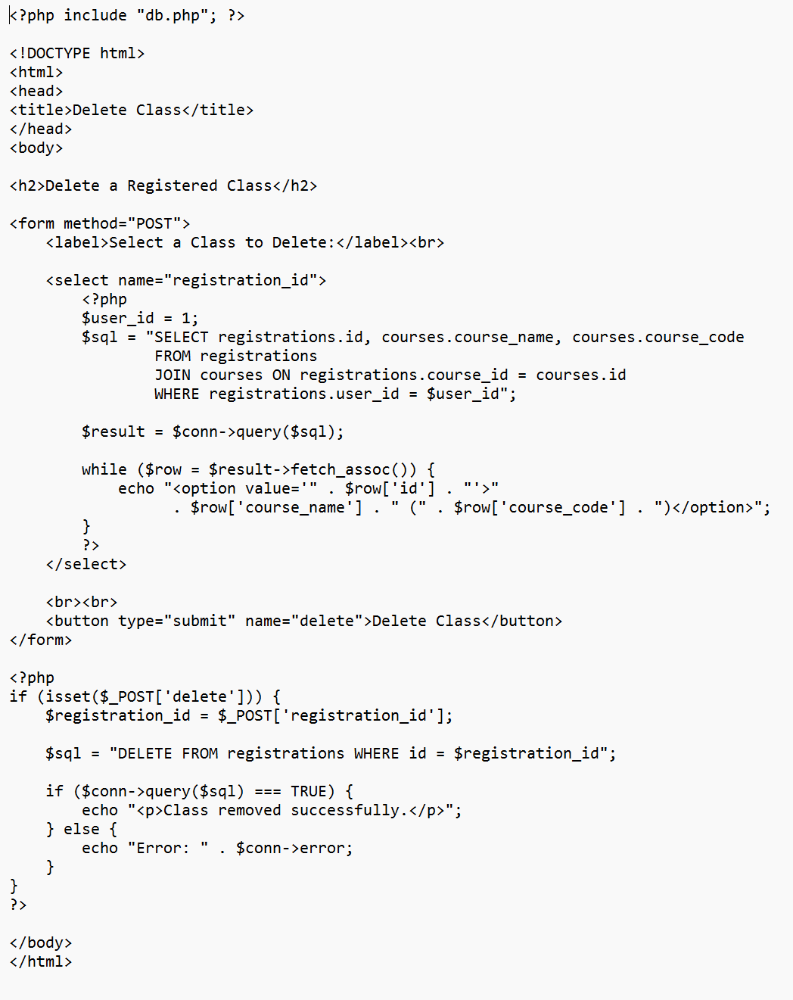 <?php include "db.php"; ?>

<!DOCTYPE html>
<html>
<head>
<title>Delete Class</title>
</head>
<body>

<h2>Delete a Registered Class</h2>

<form method="POST">
    <label>Select a Class to Delete:</label><br>

    <select name="registration_id">
        <?php
        $user_id = 1;
        $sql = "SELECT registrations.id, courses.course_name, courses.course_code
                FROM registrations
                JOIN courses ON registrations.course_id = courses.id
                WHERE registrations.user_id = $user_id";

        $result = $conn->query($sql);

        while ($row = $result->fetch_assoc()) {
            echo "<option value='" . $row['id'] . "'>"
                  . $row['course_name'] . " (" . $row['course_code'] . ")</option>";
        }
        ?>
    </select>

    <br><br>
    <button type="submit" name="delete">Delete Class</button>
</form>

<?php
if (isset($_POST['delete'])) {
    $registration_id = $_POST['registration_id'];

    $sql = "DELETE FROM registrations WHERE id = $registration_id";

    if ($conn->query($sql) === TRUE) {
        echo "<p>Class removed successfully.</p>";
    } else {
        echo "Error: " . $conn->error;
    }
}
?>

</body>
</html>